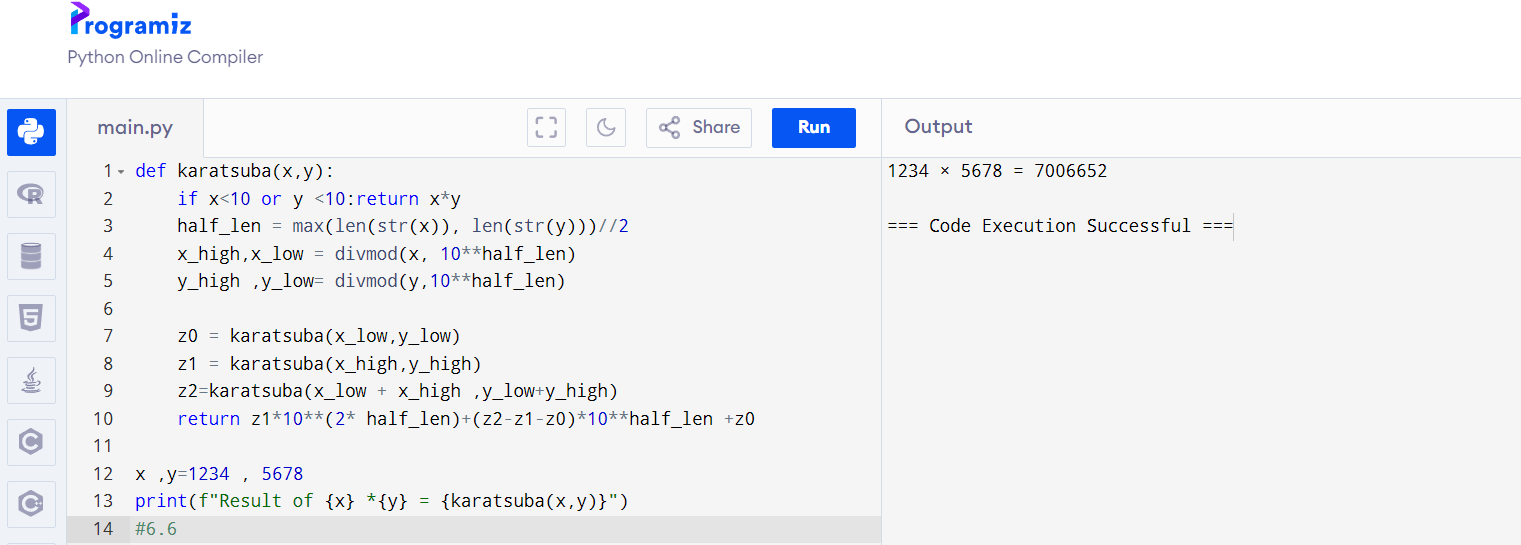 Programiz
Python Online Compiler
main.py
Share
Run
Output
1 def karatsuba(x,y):
2     if x<10 or y <10:return x*y
3     half_len = max(len(str(x)), len(str(y)))//2
4     x_high,x_low = divmod(x, 10**half_len)
5     y_high ,y_low= divmod(y,10**half_len)
6
7     z0 = karatsuba(x_low,y_low)
8     z1 = karatsuba(x_high,y_high)
9     z2=karatsuba(x_low + x_high ,y_low+y_high)
10     return z1*10**(2* half_len)+(z2-z1-z0)*10**half_len +z0
11
12 x ,y=1234 , 5678
13 print(f"Result of {x} *{y} = {karatsuba(x,y)}")
14 #6.6
1234 × 5678 = 7006652
=== Code Execution Successful ===
R
5
C
C